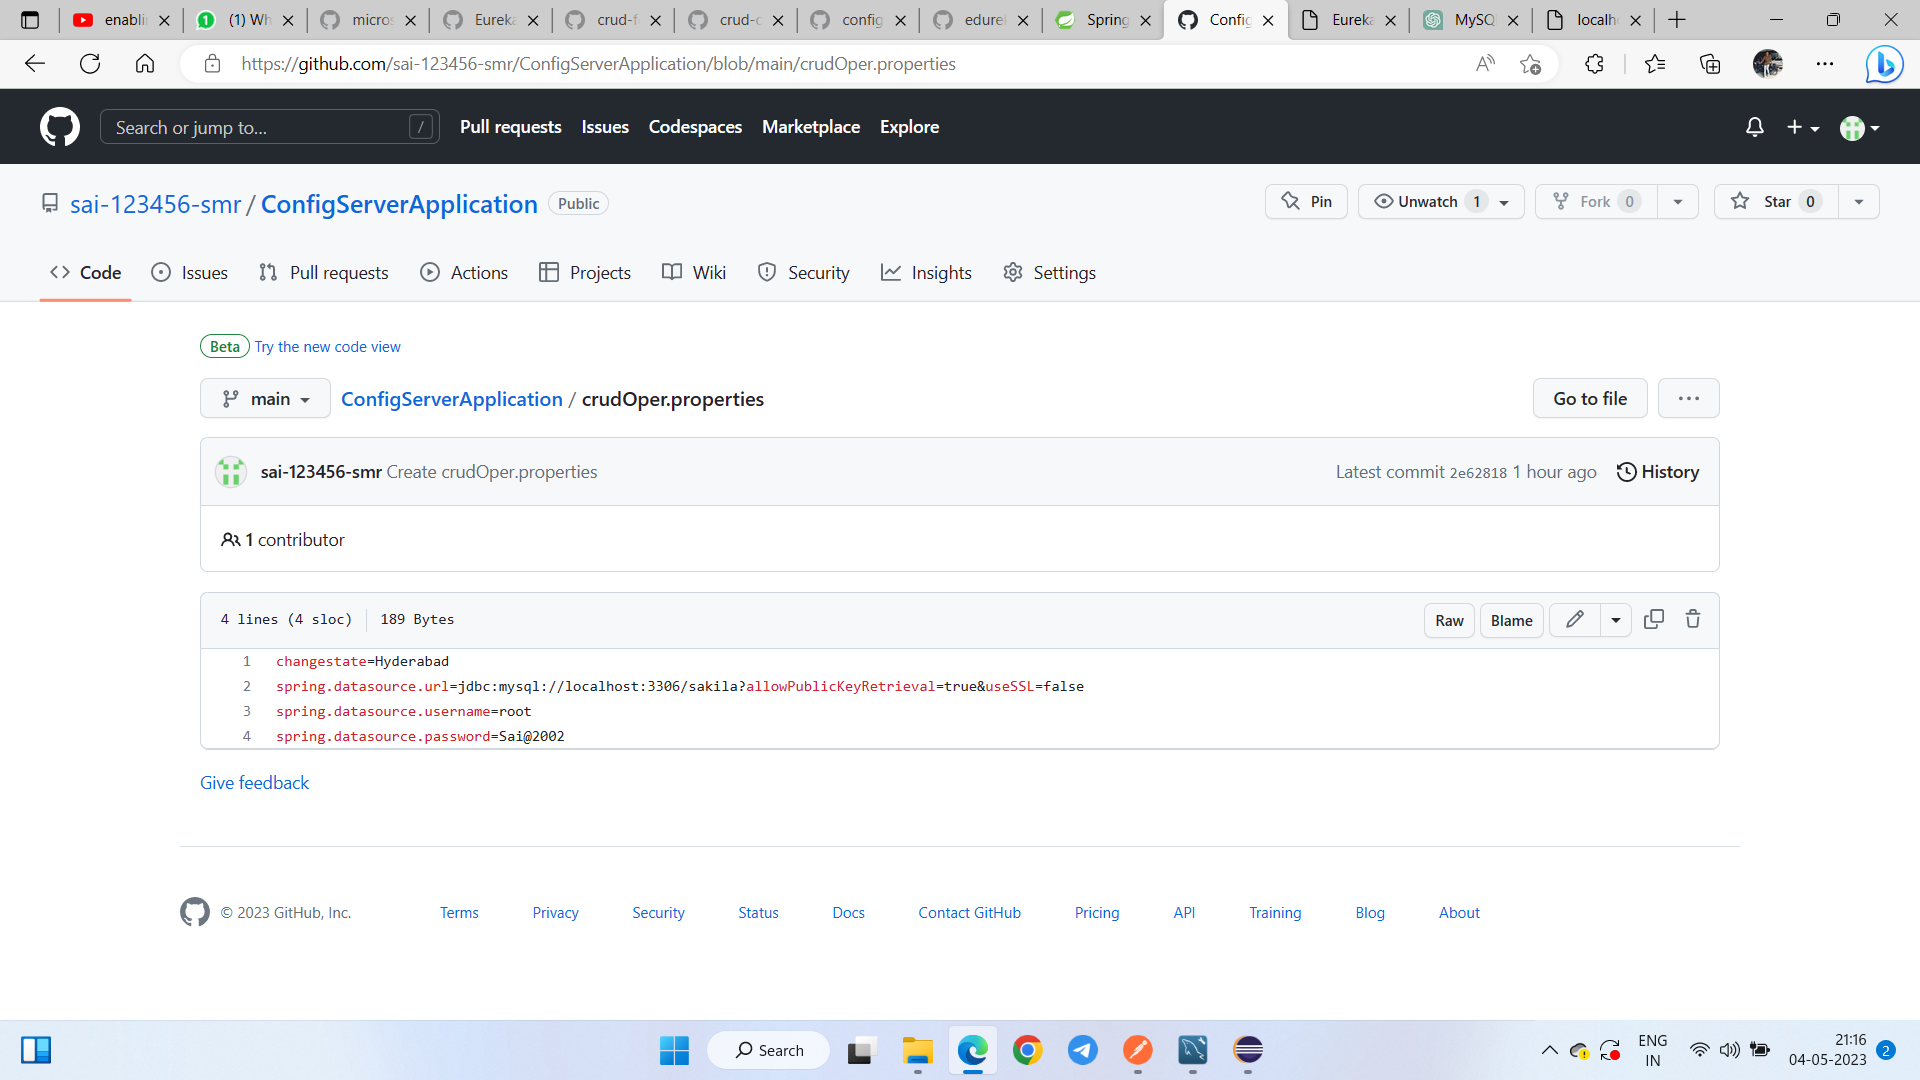 enablin
(1) Wh
micros
Eureka
crud-f
crud-o
config
edurek
Spring
Config
Eureka
MySQ
localho
https://github.com/sai-123456-smr/ConfigServerApplication/blob/main/crudOper.properties
Search or jump to... /
Pull requests Issues Codespaces Marketplace Explore
sai-123456-smr / ConfigServerApplication Public
Pin Unwatch 1 Fork 0 Star 0
Code Issues Pull requests Actions Projects Wiki Security Insights Settings
Beta Try the new code view
main ConfigServerApplication / crudOper.properties Go to file ...
sai-123456-smr Create crudOper.properties Latest commit 2e62818 1 hour ago History
1 contributor
4 lines (4 sloc) 189 Bytes Raw Blame
1 changestate=Hyderabad
2 spring.datasource.url=jdbc:mysql://localhost:3306/sakila?allowPublicKeyRetrieval=true&useSSL=false
3 spring.datasource.username=root
4 spring.datasource.password=Sai@2002
Give feedback
© 2023 GitHub, Inc. Terms Privacy Security Status Docs Contact GitHub Pricing API Training Blog About
Search
ENG
IN
21:16
04-05-2023
2